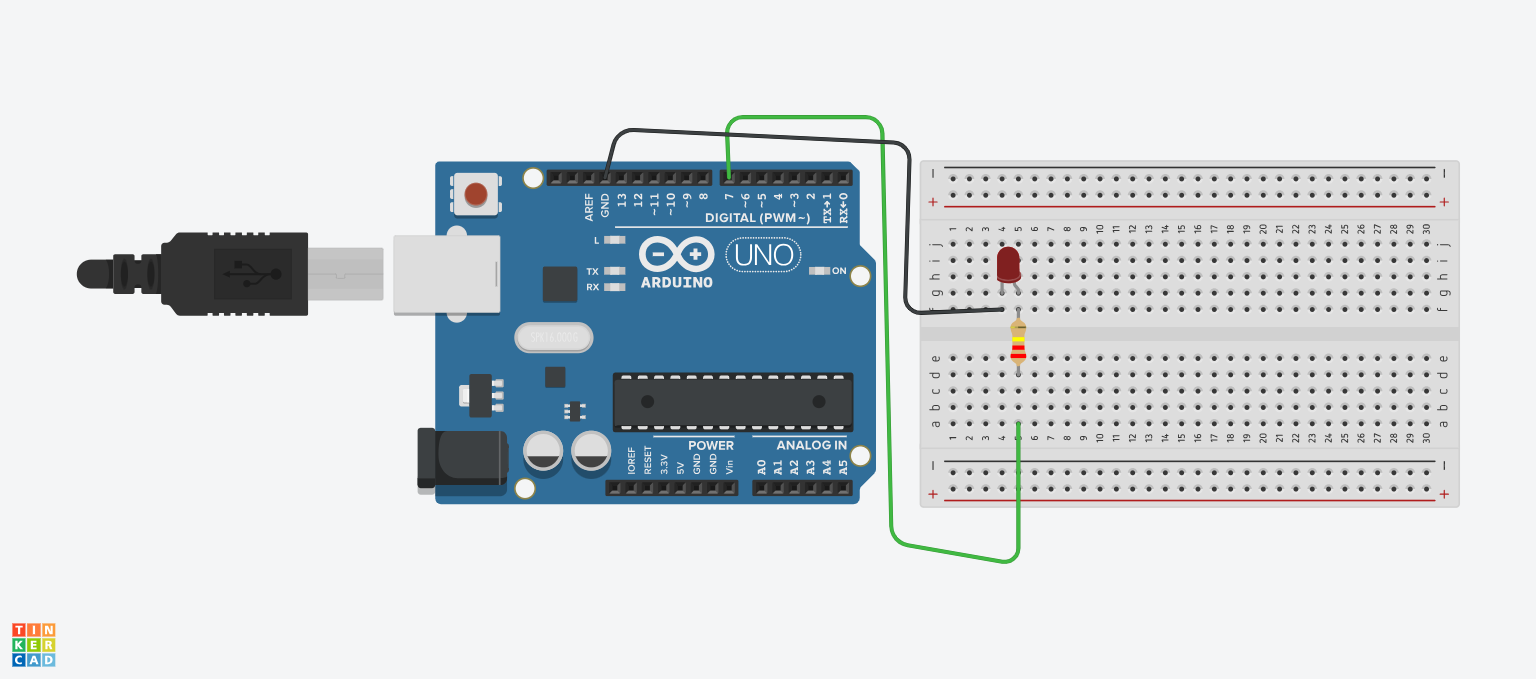 AREF
GND
13
12
~11
~10
~9
8
7
~6
~5
4
~3
2
TX→1
RX←0
DIGITAL (PWM~)
L
TX
RX
ARDUINO
UNO
ON
POWER
ANALOG IN
IOREF
RESET
3.3V
5V
GND
GND
Vin
A0
A1
A2
A3
A4
A5
1 2 3 4 5 6 7 8 9 10 11 12 13 14 15 16 17 18 19 20 21 22 23 24 25 26 27 28 29 30
j j
i i
h h
g g
f f
e e
d d
c c
b b
a a
1 2 3 4 5 6 7 8 9 10 11 12 13 14 15 16 17 18 19 20 21 22 23 24 25 26 27 28 29 30
TIN
KER
CAD